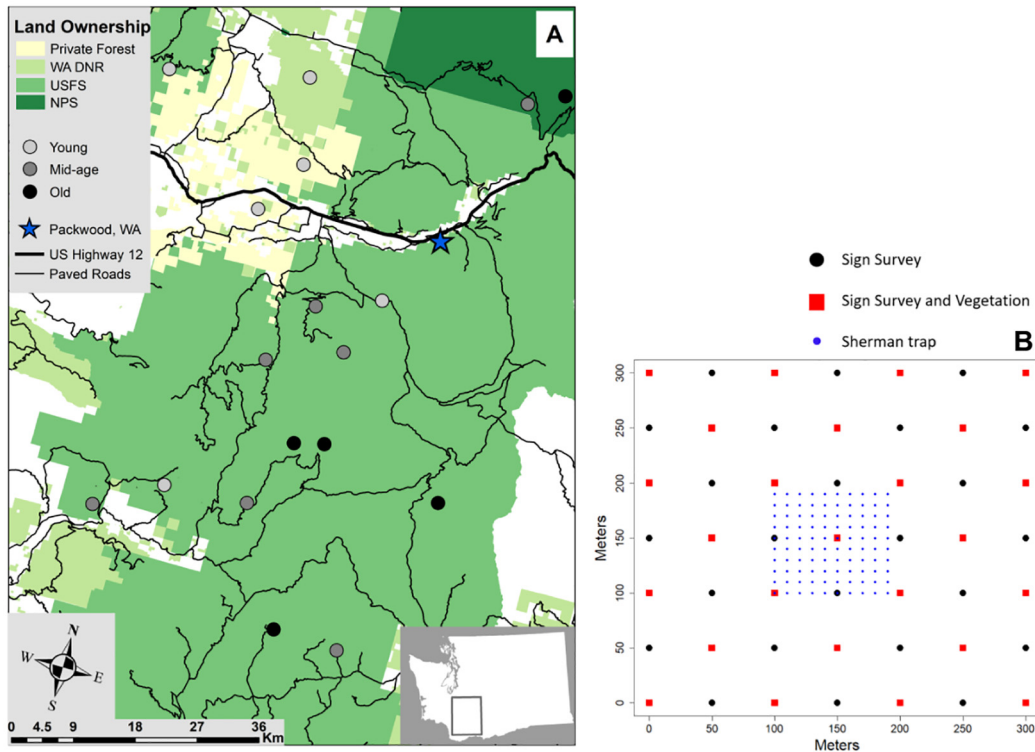 Land Ownership
Private Forest
WA DNR
USFS
NPS
Young
Mid-age
Old
Packwood, WA
US Highway 12
Paved Roads
A
N
W
E
S
0 4.5 9 18 27 36
Km
Sign Survey
Sign Survey and Vegetation
Sherman trap
B
300
250
200
150
100
50
0
Meters
0 50 100 150 200 250 300
Meters